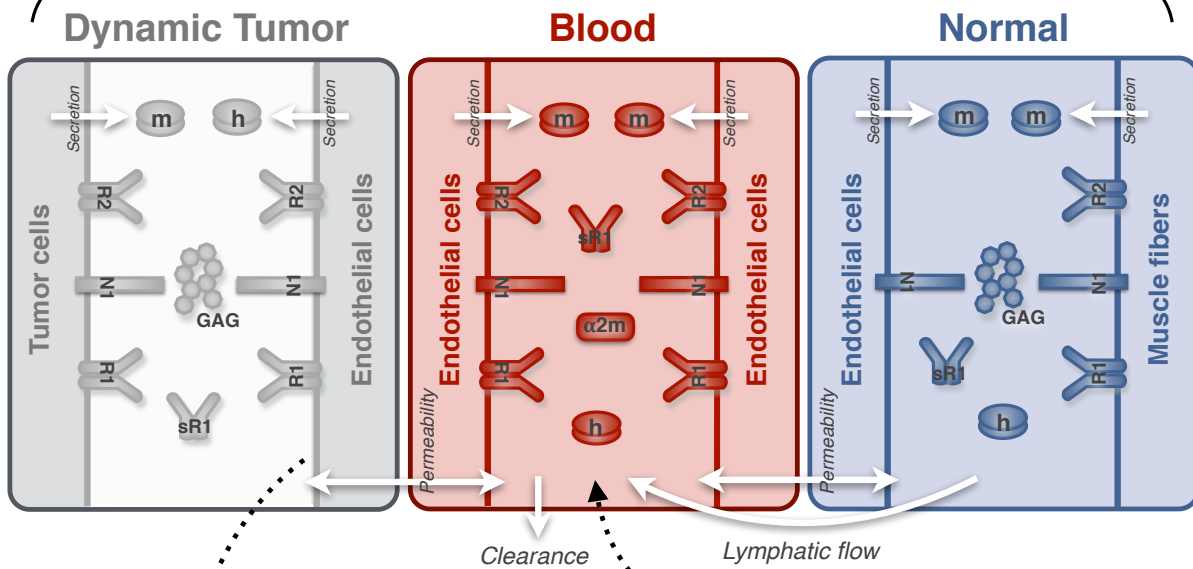 Dynamic Tumor
Blood
Normal
Secretion
m
h
Secretion
R2
R2
Tumor cells
N1
GAG
N1
Endothelial cells
R1
R1
sR1
Permeability
Secretion
m
m
Secretion
Endothelial cells
R2
R2
sR1
N1
N1
α2m
Endothelial cells
R1
R1
h
Clearance
Permeability
Secretion
m
m
Secretion
Endothelial cells
R2
N1
GAG
N1
Muscle fibers
sR1
R1
h
Lymphatic flow